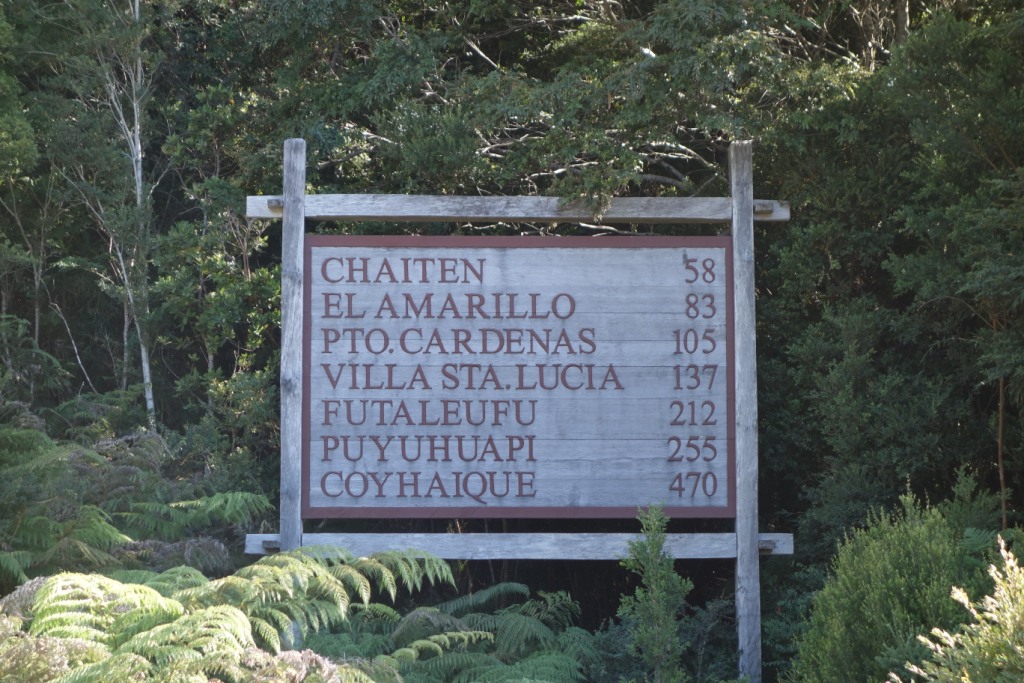 CHAITEN 58
EL AMARILLO 83
PTO. CARDENAS 105
VILLA STA. LUCIA 137
FUTALEUFU 212
PUYUHUAPI 255
COYHAIQUE 470